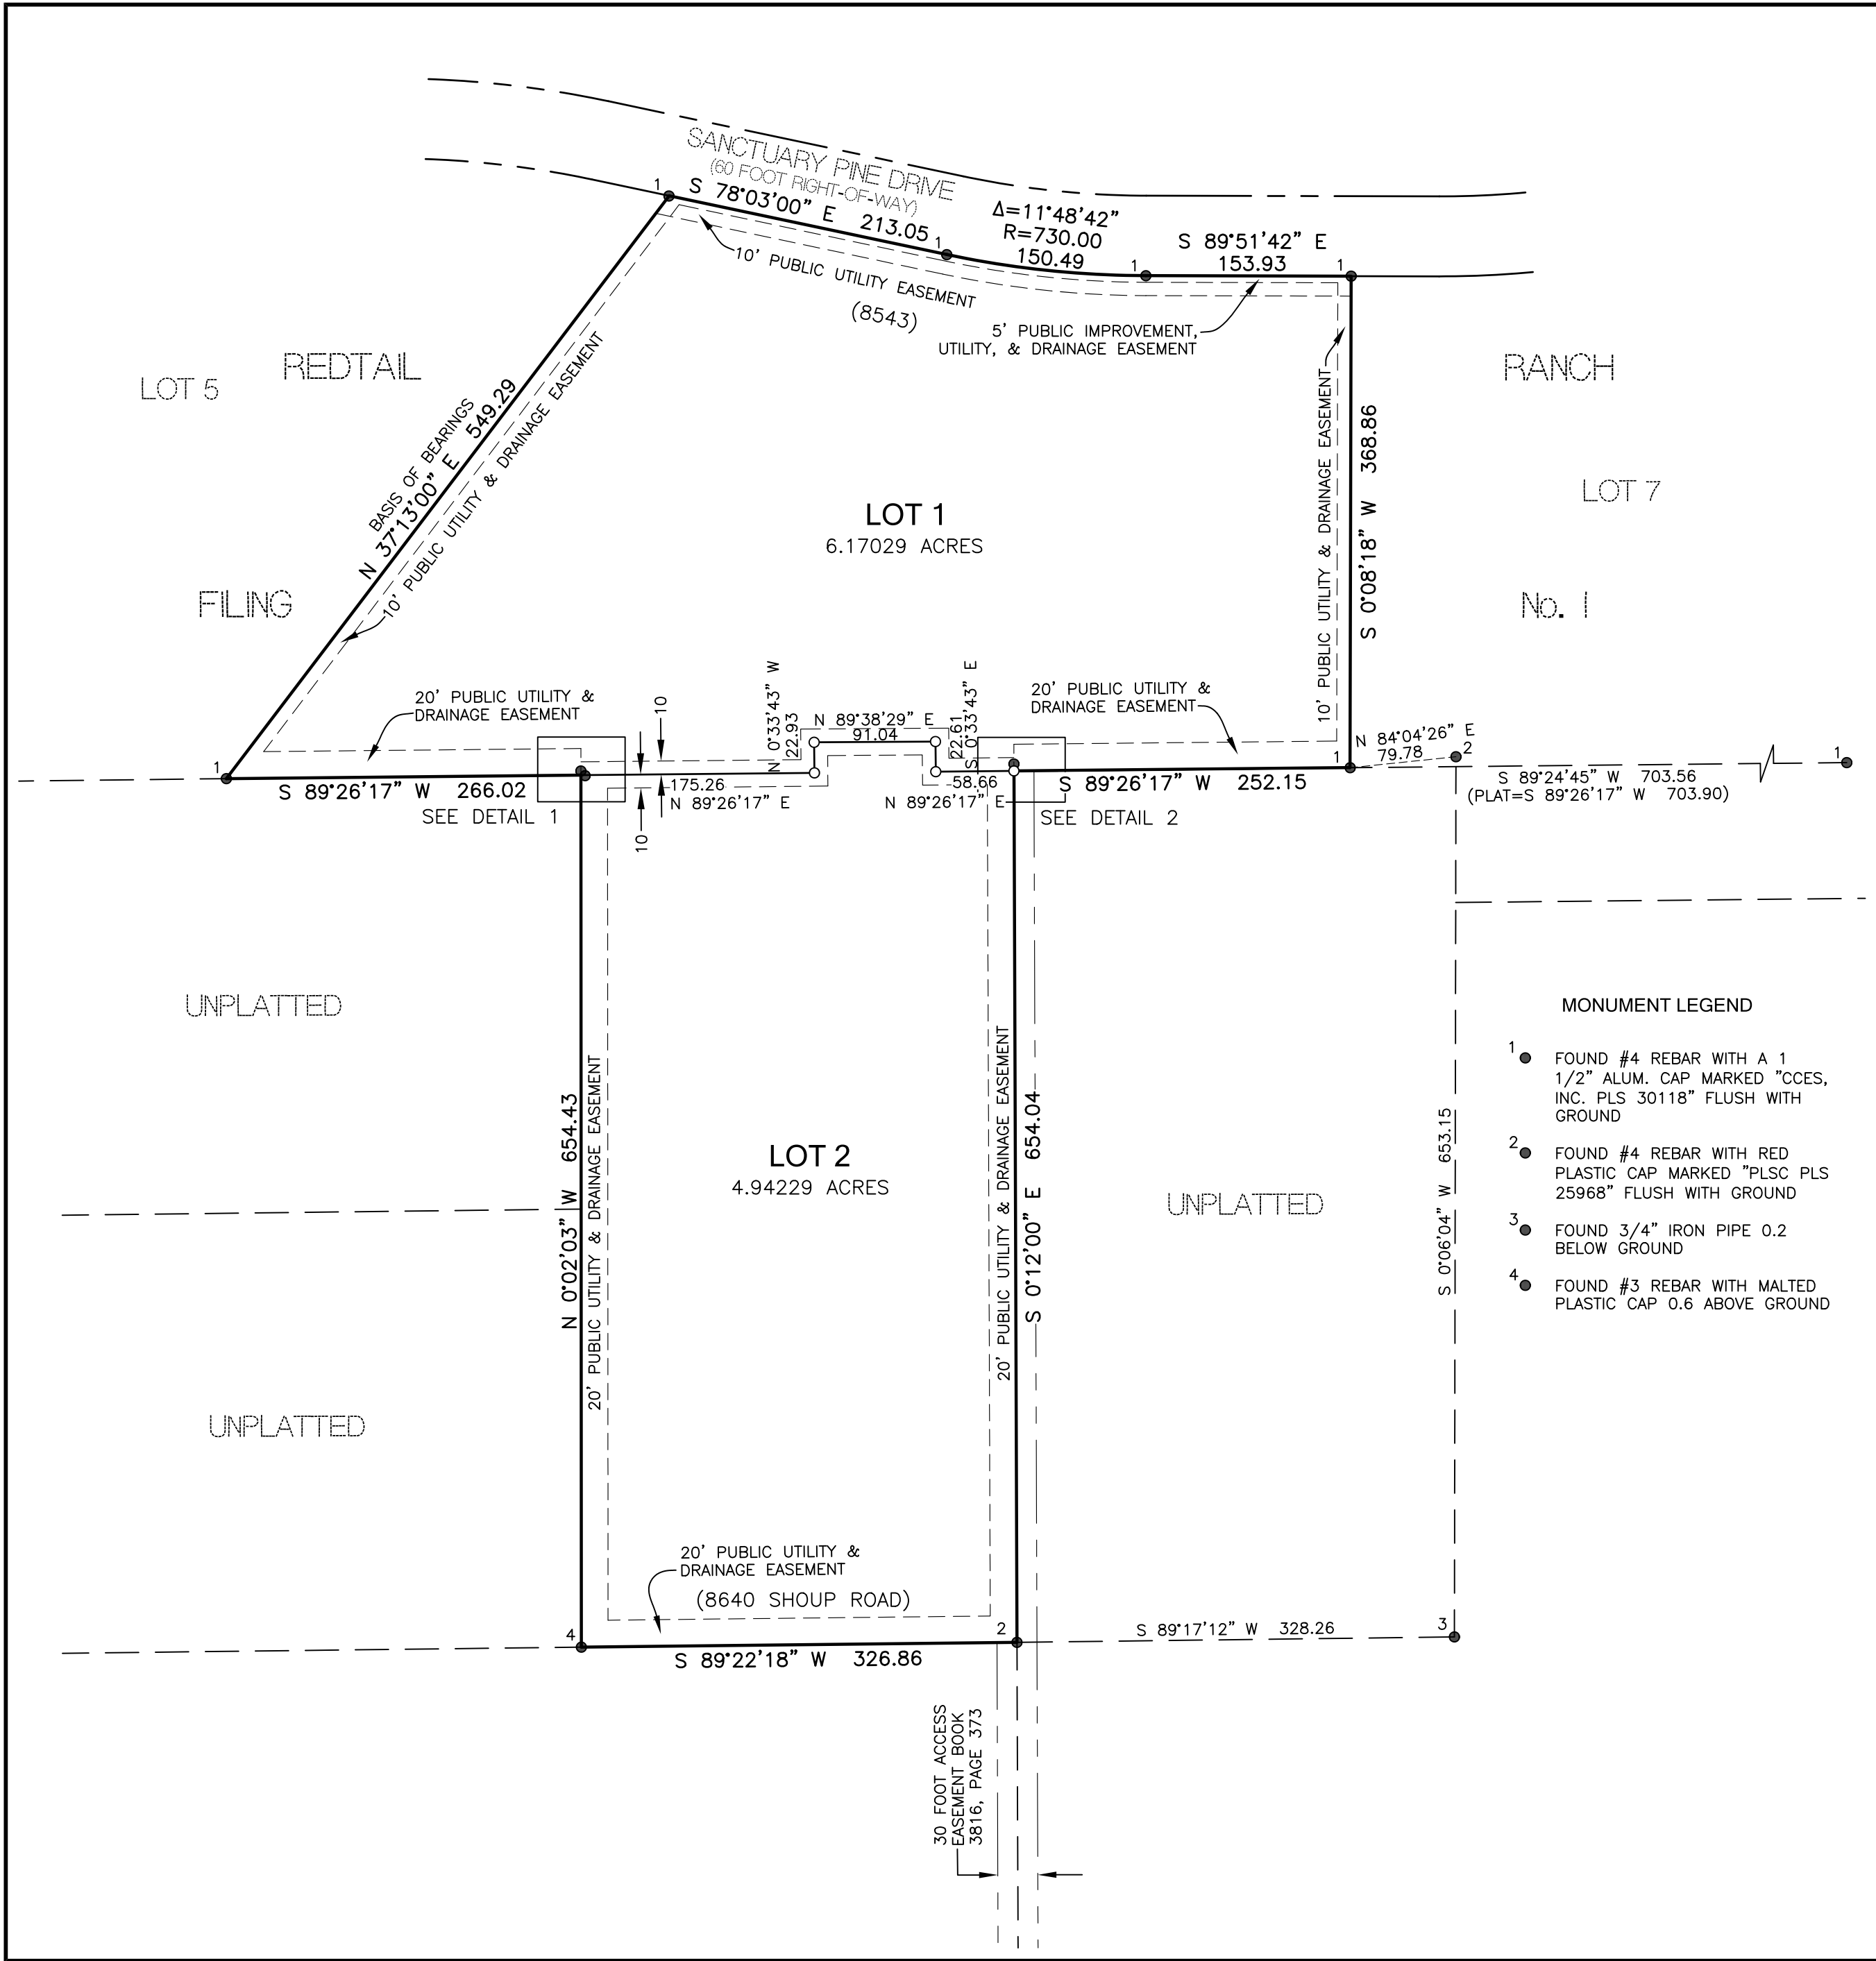 SANCTUARY PINE DRIVE
(60 FOOT RIGHT-OF-WAY)
1
S 78°03'00" E 213.05
1
Δ=11°48'42"
R=730.00
150.49
1
S 89°51'42" E
153.93
1
10' PUBLIC UTILITY EASEMENT
(8543)
5' PUBLIC IMPROVEMENT,
UTILITY, & DRAINAGE EASEMENT
LOT 5
REDTAIL
RANCH
LOT 7
FILING
No. 1
BASIS OF BEARINGS
N 37°13'00" E 549.29
10' PUBLIC UTILITY & DRAINAGE EASEMENT
LOT 1
6.17029 ACRES
10' PUBLIC UTILITY & DRAINAGE EASEMENT
S 0°08'18" W 368.86
20' PUBLIC UTILITY &
DRAINAGE EASEMENT
10
N 0°33'43" W
22.93
N 89°38'29" E
91.04
22.61
S 0°33'43" E
20' PUBLIC UTILITY &
DRAINAGE EASEMENT
N 84°04'26" E
79.78
2
1
1
1
S 89°26'17" W 266.02
SEE DETAIL 1
175.26
N 89°26'17" E
10
58.66
N 89°26'17" E
S 89°26'17" W 252.15
SEE DETAIL 2
S 89°24'45" W 703.56
(PLAT=S 89°26'17" W 703.90)
UNPLATTED
UNPLATTED
N 0°02'03" W 654.43
20' PUBLIC UTILITY & DRAINAGE EASEMENT
LOT 2
4.94229 ACRES
20' PUBLIC UTILITY & DRAINAGE EASEMENT
S 0°12'00" E 654.04
UNPLATTED
S 0°06'04" W 653.15
MONUMENT LEGEND
1
FOUND #4 REBAR WITH A 1
1/2" ALUM. CAP MARKED "CCES,
INC. PLS 30118" FLUSH WITH
GROUND
2
FOUND #4 REBAR WITH RED
PLASTIC CAP MARKED "PLSC PLS
25968" FLUSH WITH GROUND
3
FOUND 3/4" IRON PIPE 0.2
BELOW GROUND
4
FOUND #3 REBAR WITH MALTED
PLASTIC CAP 0.6 ABOVE GROUND
20' PUBLIC UTILITY &
DRAINAGE EASEMENT
(8640 SHOUP ROAD)
4
2
3
S 89°22'18" W 326.86
S 89°17'12" W 328.26
30 FOOT ACCESS
EASEMENT BOOK
3816, PAGE 373